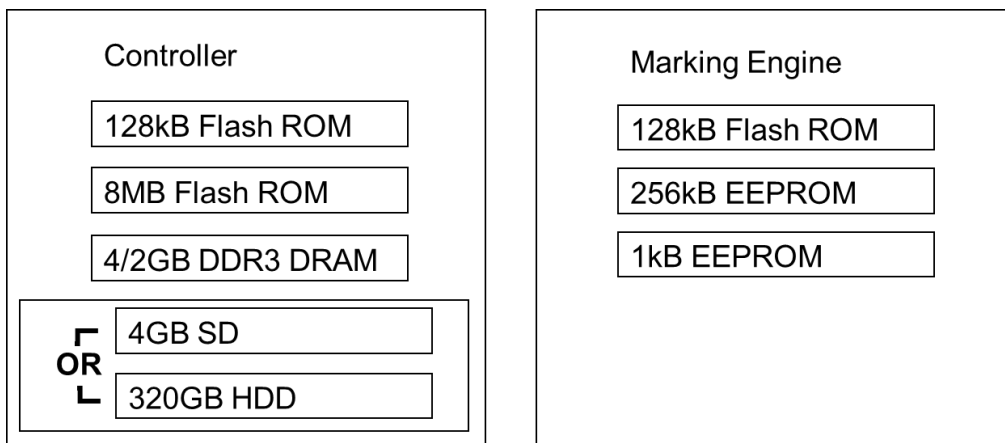 Controller
128kB Flash ROM
8MB Flash ROM
4/2GB DDR3 DRAM
4GB SD
OR
320GB HDD
Marking Engine
128kB Flash ROM
256kB EEPROM
1kB EEPROM